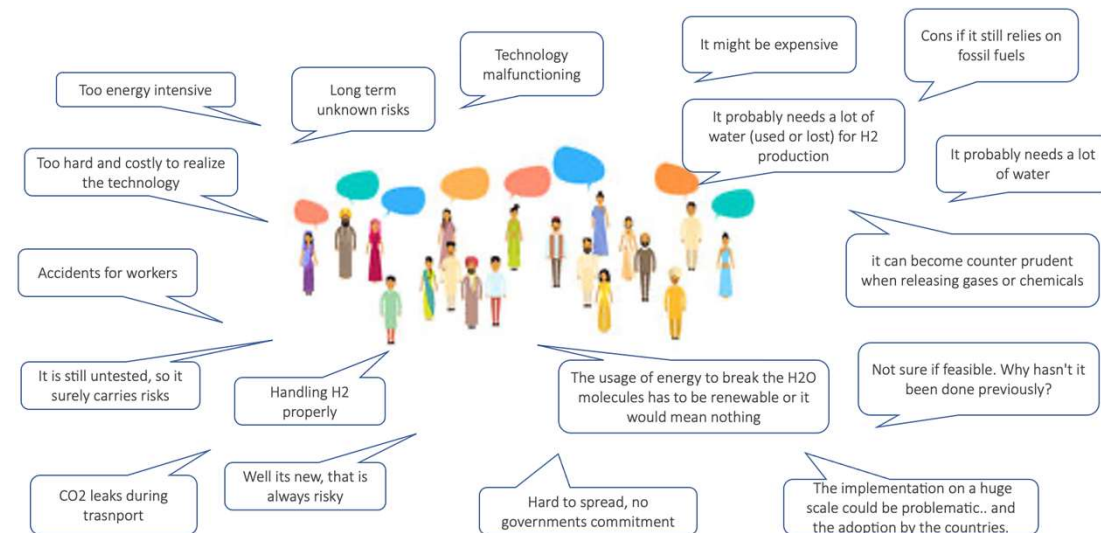 It might be expensive
Cons if it still relies on
fossil fuels
Technology
malfunctioning
Too energy intensive
Long term
unknown risks
It probably needs a lot of
water (used or lost) for H2
production
It probably needs a lot
of water
Too hard and costly to realize
the technology
Accidents for workers
it can become counter prudent
when releasing gases or chemicals
It is still untested, so it
surely carries risks
Handling H2
properly
The usage of energy to break the H2O
molecules has to be renewable or it
would mean nothing
Not sure if feasible. Why hasn't it
been done previously?
CO2 leaks during
trasnport
Well its new, that is
always risky
Hard to spread, no
governments commitment
The implementation on a huge
scale could be problematic.. and
the adoption by the countries.